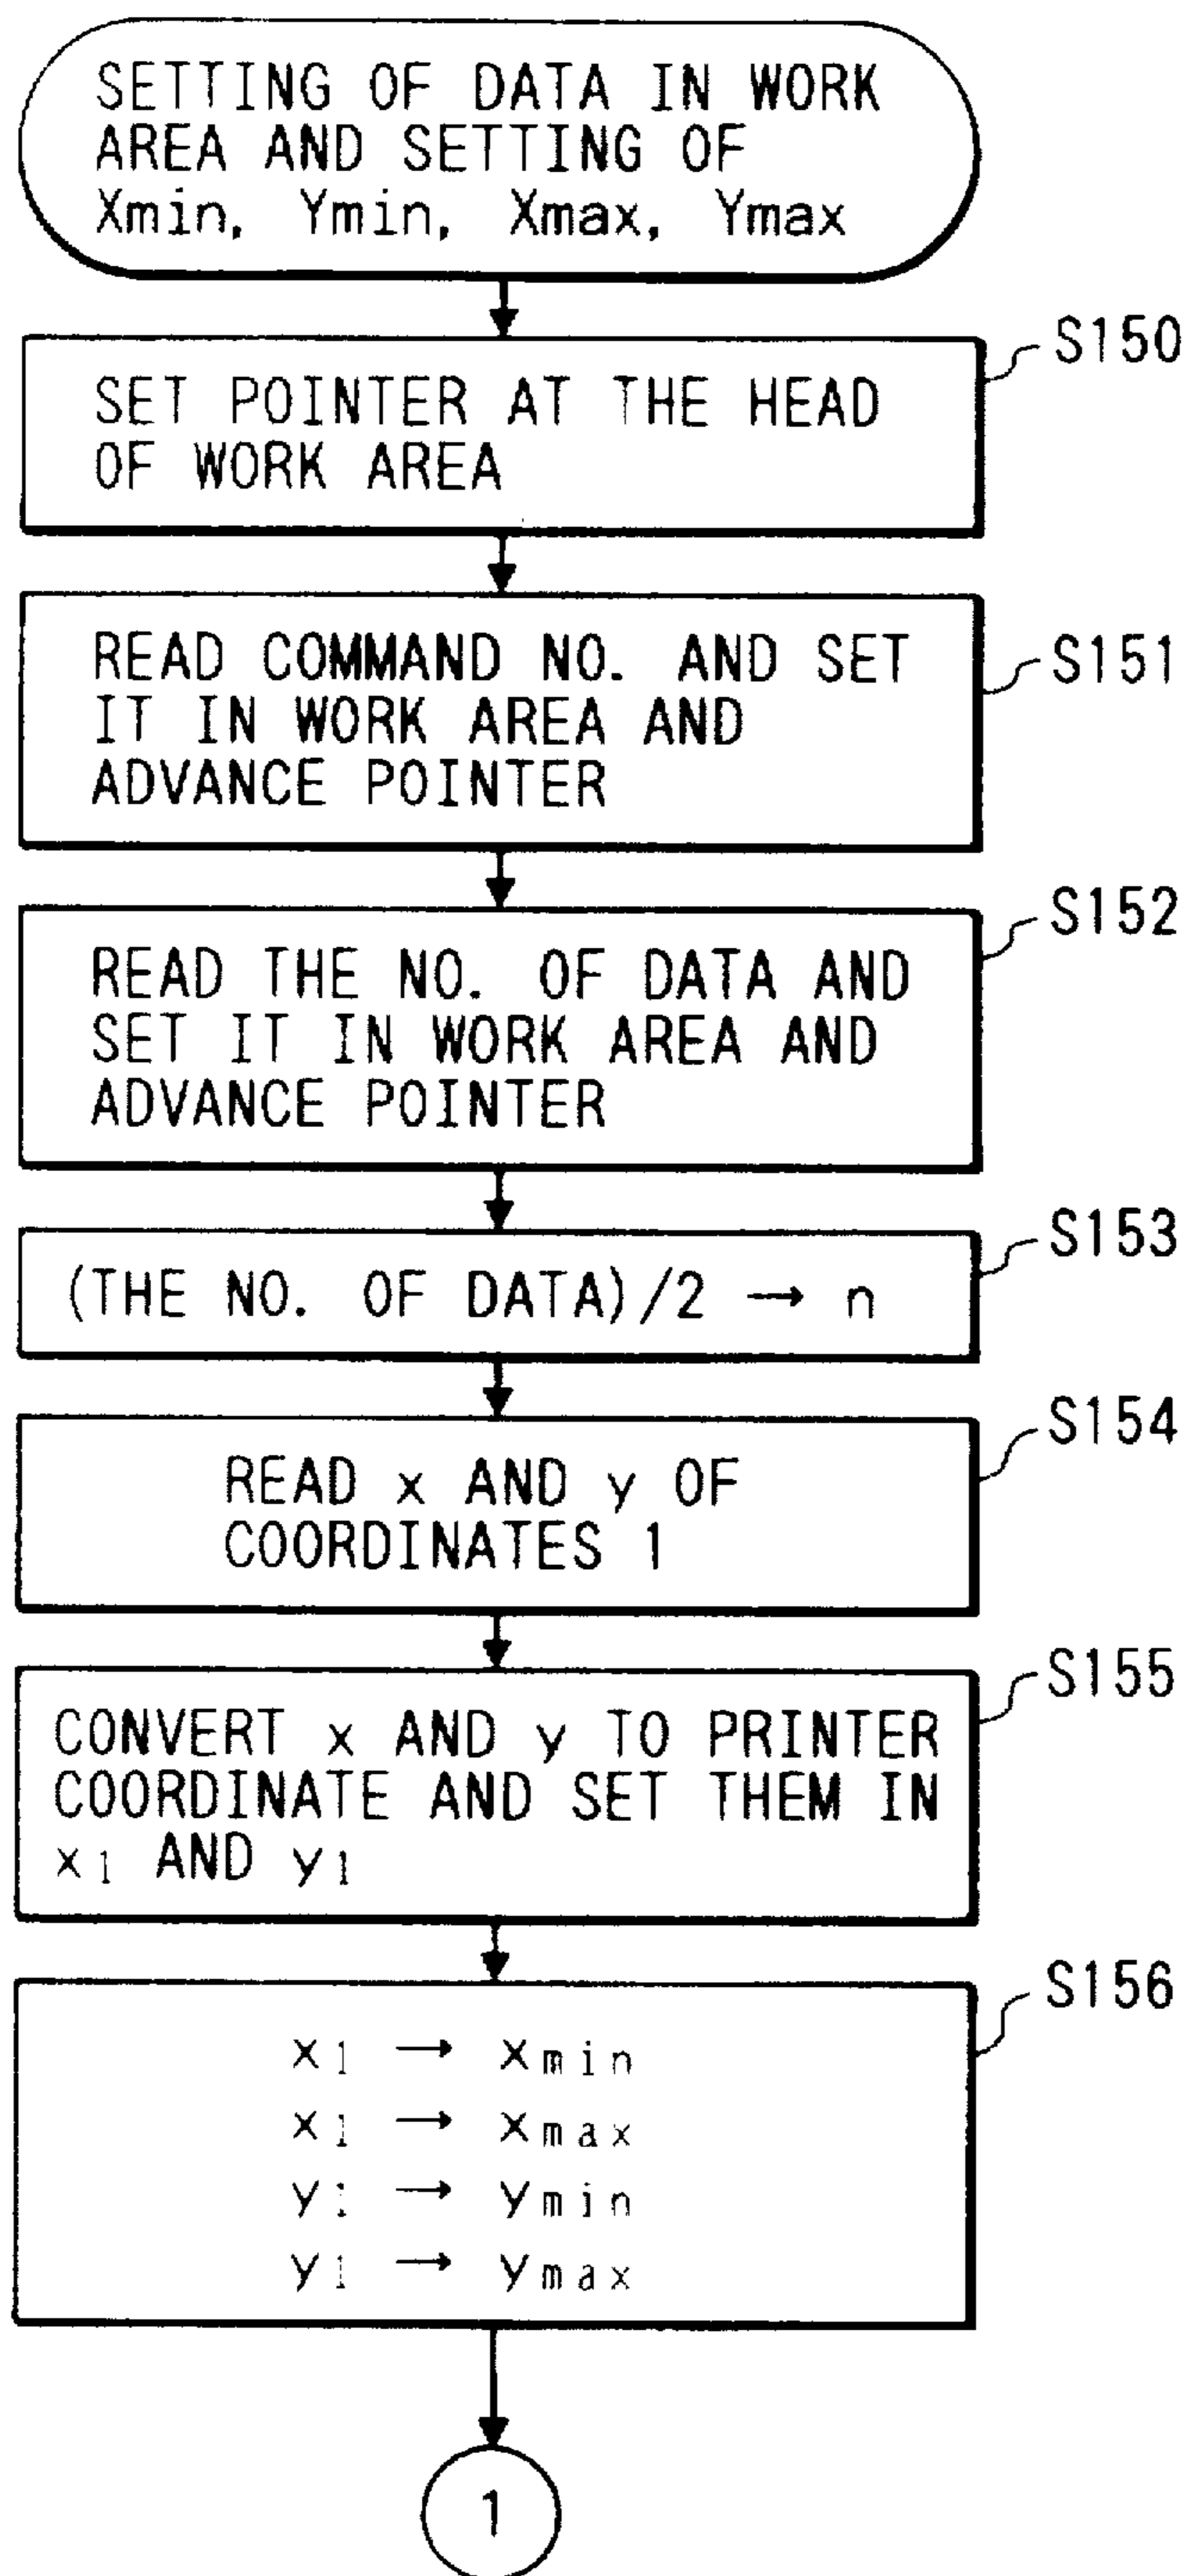 SETTING OF DATA IN WORK
AREA AND SETTING OF
Xmin, Ymin, Xmax, Ymax
S150
SET POINTER AT THE HEAD
OF WORK AREA
S151
READ COMMAND NO. AND SET
IT IN WORK AREA AND
ADVANCE POINTER
S152
READ THE NO. OF DATA AND
SET IT IN WORK AREA AND
ADVANCE POINTER
S153
(THE NO. OF DATA)/2 → n
S154
READ x AND y OF
COORDINATES 1
S155
CONVERT x AND y TO PRINTER
COORDINATE AND SET THEM IN
x1 AND y1
S156
x1 → xmin
x1 → xmax
y1 → ymin
y1 → ymax
1